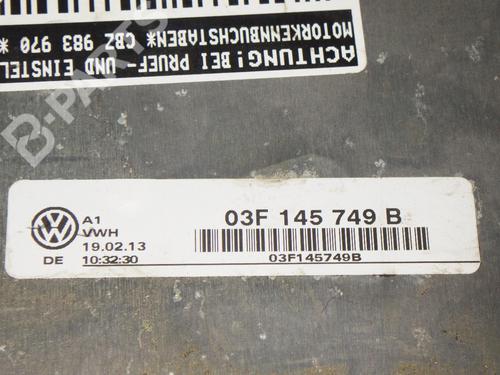 ACHTUNG! BEI PRUEF- UND EINSTEL
MOTORKENNBUCHSTABEN* CBZ 983 970 *
B-PARTS
A1
VWH
19.02.13
DE 10:32:30
03F 145 749 B
03F145749B